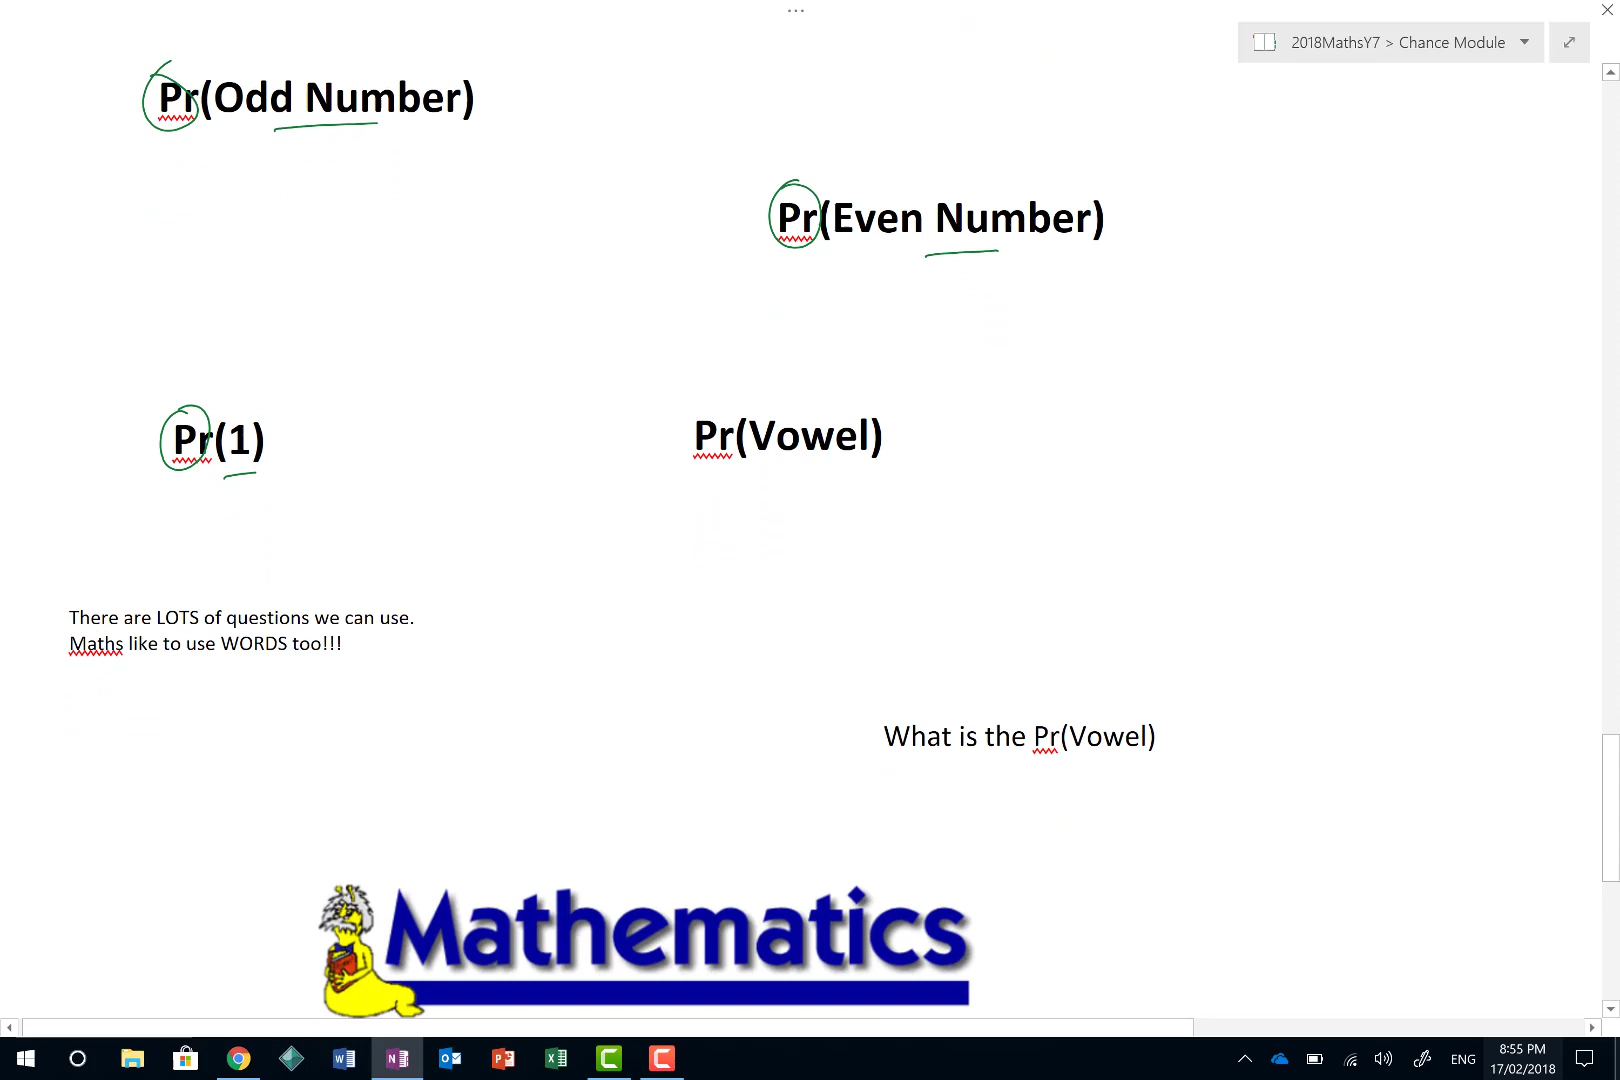 2018MathsY7 > Chance Module
Pr(Odd Number)
Pr(Even Number)
Pr(1)
Pr(Vowel)
There are LOTS of questions we can use.
Maths like to use WORDS too!!!
What is the Pr(Vowel)
Mathematics
ENG
8:55 PM
17/02/2018